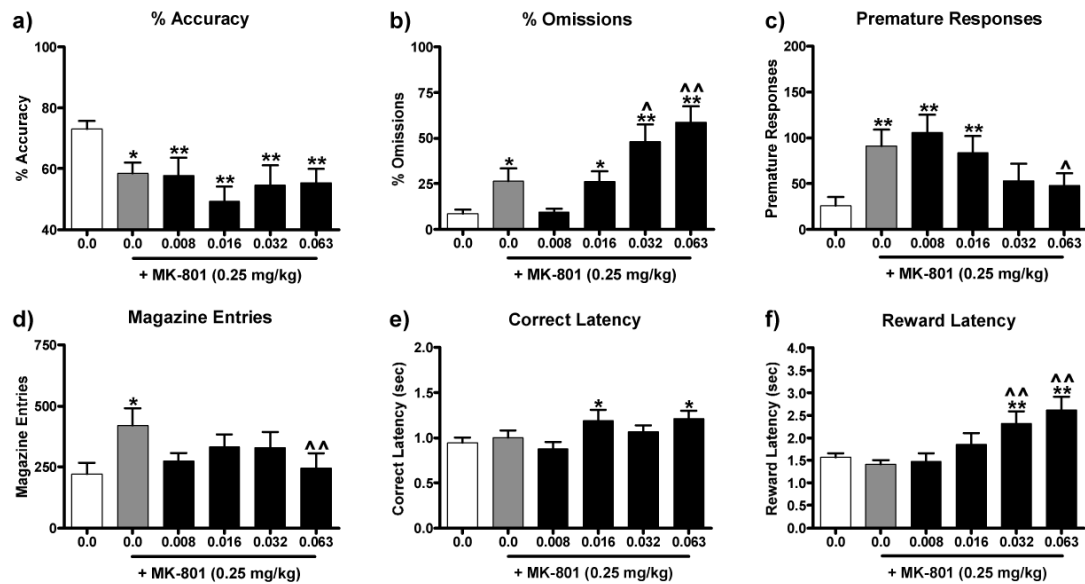 a) % Accuracy
100
80
60
40
% Accuracy
*
**
**
**
**
0.0 0.0 0.008 0.016 0.032 0.063
+ MK-801 (0.25 mg/kg)
b) % Omissions
100
75
50
25
0
% Omissions
*
*
^
**
^^
**
0.0 0.0 0.008 0.016 0.032 0.063
+ MK-801 (0.25 mg/kg)
c) Premature Responses
200
150
100
50
0
Premature Responses
**
**
**
^
0.0 0.0 0.008 0.016 0.032 0.063
+ MK-801 (0.25 mg/kg)
d) Magazine Entries
750
500
250
0
Magazine Entries
*
^^
0.0 0.0 0.008 0.016 0.032 0.063
+ MK-801 (0.25 mg/kg)
e) Correct Latency
2.0
1.5
1.0
0.5
0.0
Correct Latency (sec)
*
*
0.0 0.0 0.008 0.016 0.032 0.063
+ MK-801 (0.25 mg/kg)
f) Reward Latency
4.0
3.5
3.0
2.5
2.0
1.5
1.0
0.5
0.0
Reward Latency (sec)
^^
**
^^
**
0.0 0.0 0.008 0.016 0.032 0.063
+ MK-801 (0.25 mg/kg)